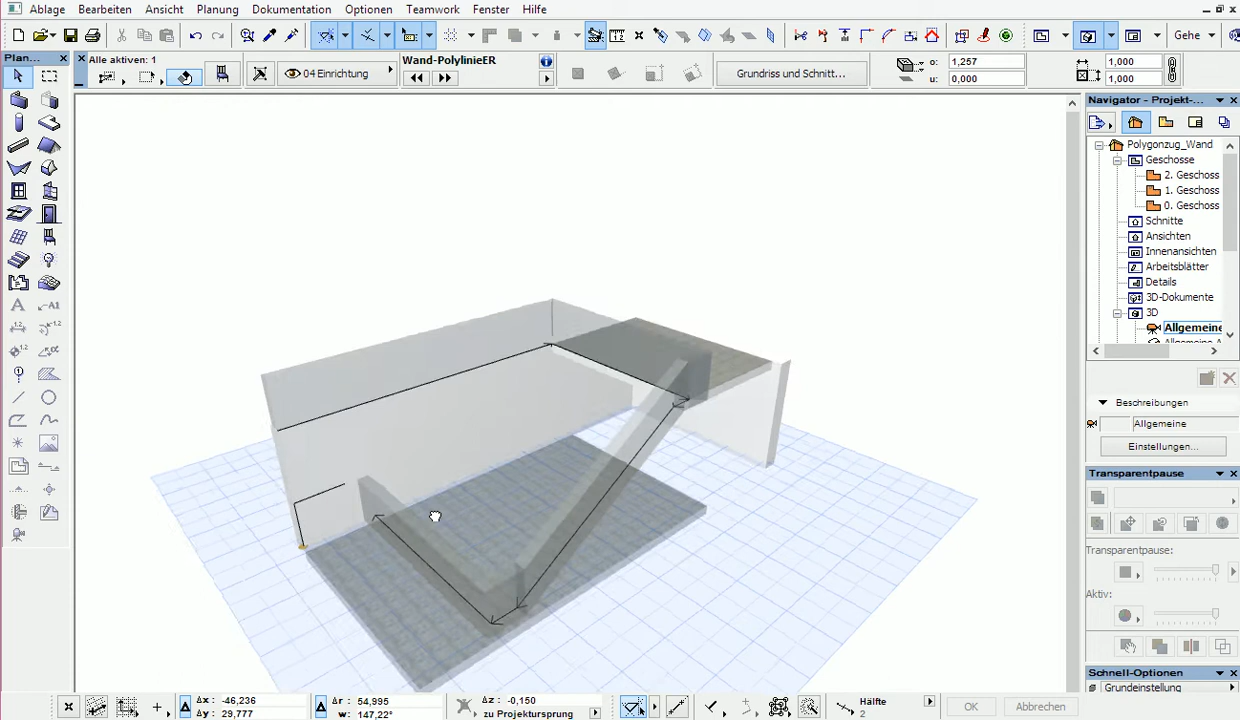 Ablage Bearbeiten Ansicht Planung Dokumentation Optionen Teamwork Fenster Hilfe
Gehe
Plan...
Alle aktiven: 1
04 Einrichtung
Wand-PolylinieER
Grundriss und Schnitt...
o: 1,257
u: 0,000
1,000
1,000
Navigator - Projekt-...
Polygonzug_Wand
Geschosse
2. Geschoss
1. Geschoss
0. Geschoss
Schnitte
Ansichten
Innenansichten
Arbeitsblätter
Details
3D-Dokumente
3D
Allgemeine
Beschreibungen
Allgemeine
Einstellungen...
Transparentpause
Transparentpause:
Aktiv:
Schnell-Optionen
Grundeinstellung
A A1
1.2
Δx: -46,236
Δy: 29,777
Δr: 54,995
w: 147,22°
Δz: -0,150
zu Projektursprung
Hälfte
2
OK Abbrechen